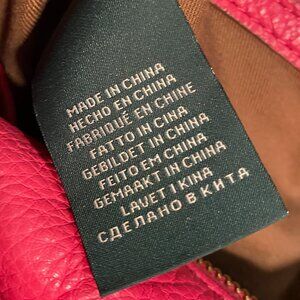 MADE IN CHINA
HECHO EN CHINA
FABRIQUÉ EN CHINE
FATTO IN CINA
GEBILDET IN CHINA
FEITO EM CHINA
GEMAAKT IN CHINA
LAVET I KINA
СДЕЛАНО В КИТА